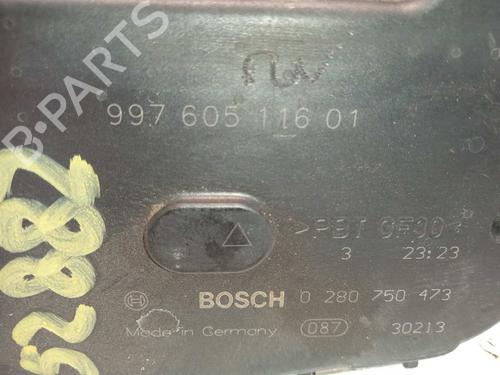 B-PARTS
997 605 116 01
>PBT GF30<
3 23:23
BOSCH 0 280 750 473
Made in Germany 087 30213